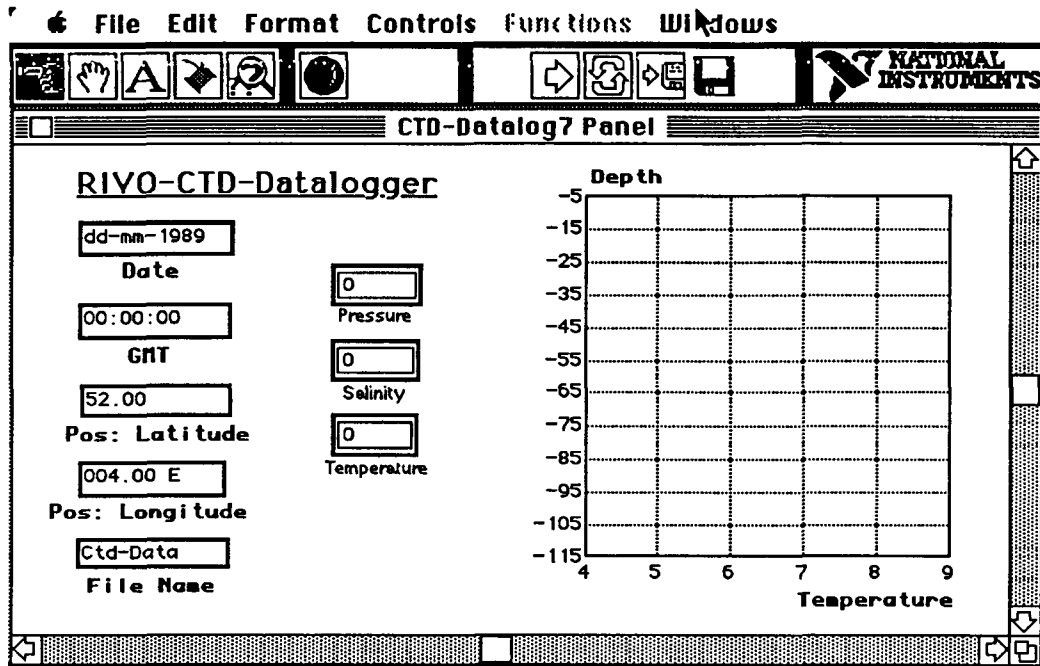 File Edit Format Controls Functions Windows
A
NATIONAL
INSTRUMENTS
CTD-Datalog7 Panel
RIVO-CTD-Datalogger
dd-mm-1989
Date
00:00:00
GMT
52.00
Pos: Latitude
004.00 E
Pos: Longitude
Ctd-Data
File Name
0
Pressure
0
Salinity
0
Temperature
Depth
-5
-15
-25
-35
-45
-55
-65
-75
-85
-95
-105
-115
4 5 6 7 8 9
Temperature